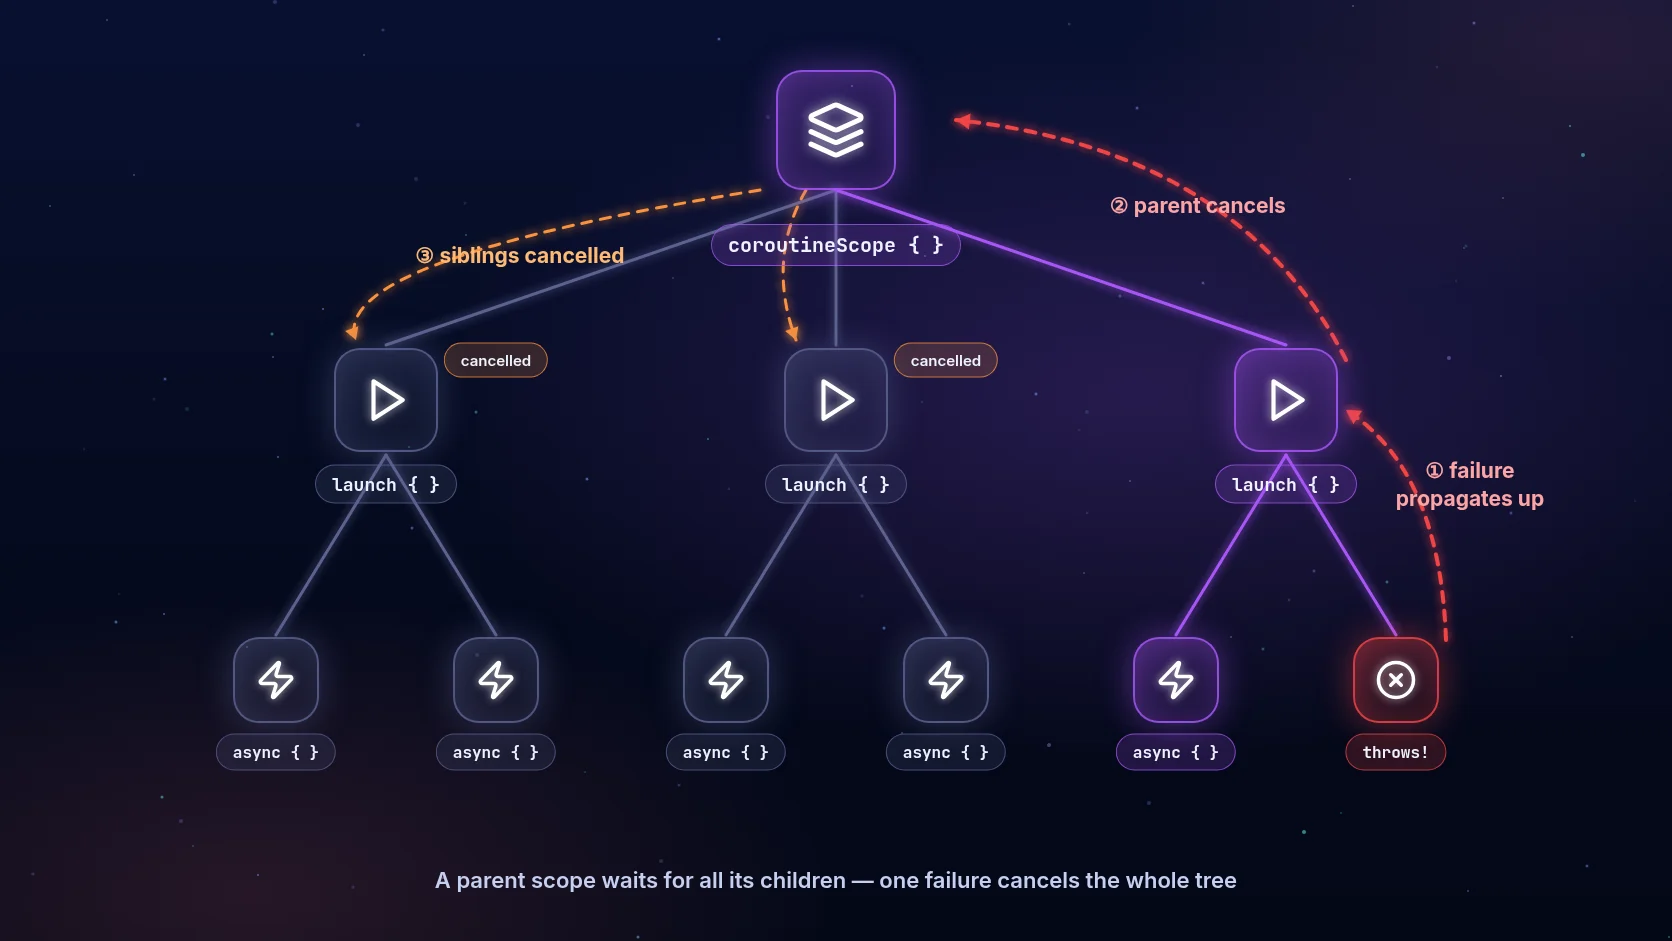 ② parent cancels
coroutineScope { }
③ siblings cancelled
cancelled
cancelled
① failure
propagates up
launch { }
launch { }
launch { }
async { }
async { }
async { }
async { }
async { }
throws!
A parent scope waits for all its children — one failure cancels the whole tree